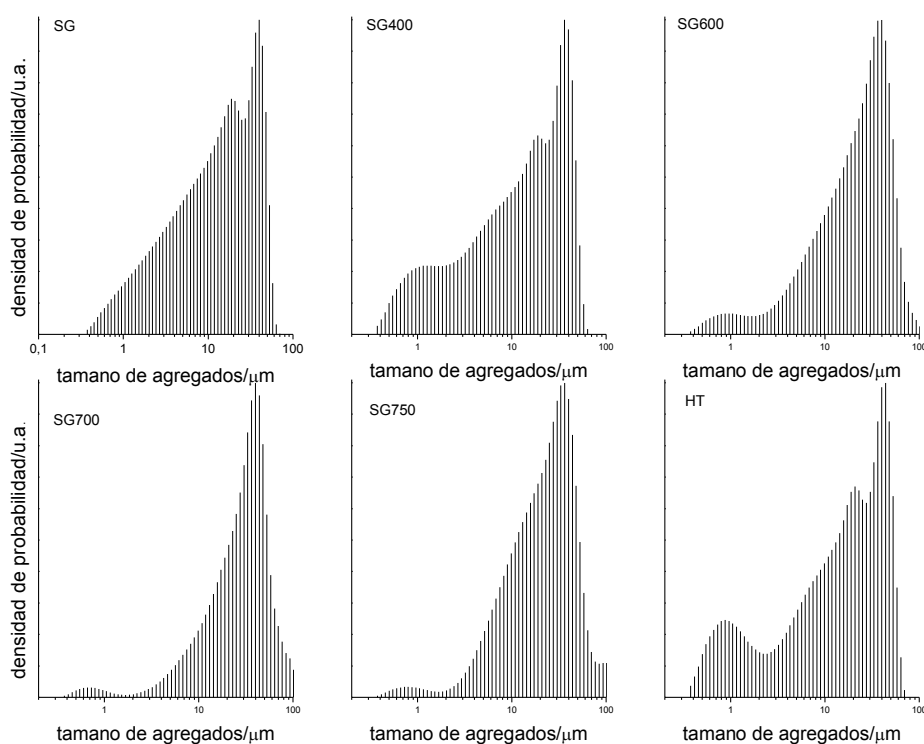 SG
SG400
SG600
densidad de probabilidad/u.a.
0,1 1 10 100
1 10 100
1 10 100
tamano de agregados/μm
tamano de agregados/μm
tamano de agregados/μm
SG700
SG750
HT
densidad de probabilidad/u.a.
1 10 100
1 10 100
1 10 100
tamano de agregados/μm
tamano de agregados/μm
tamano de agregados/μm